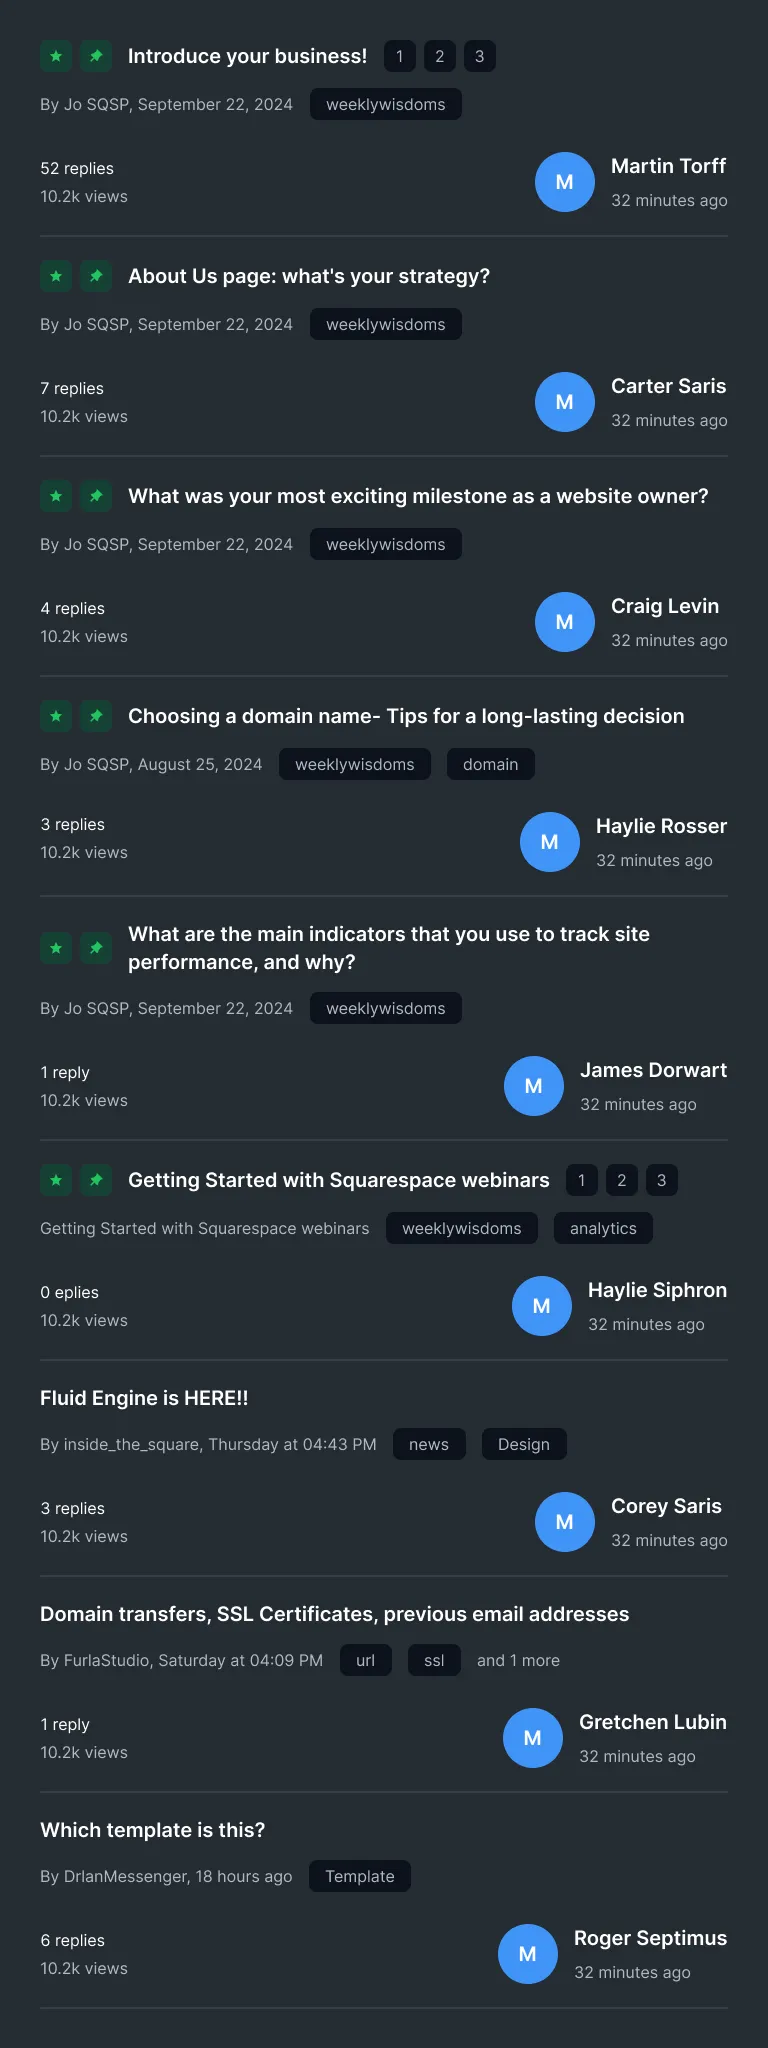 Introduce your business! 1 2 3
By Jo SQSP, September 22, 2024 weeklywisdoms
52 replies
10.2k views
M
Martin Torff
32 minutes ago
About Us page: what's your strategy?
By Jo SQSP, September 22, 2024 weeklywisdoms
7 replies
10.2k views
M
Carter Saris
32 minutes ago
What was your most exciting milestone as a website owner?
By Jo SQSP, September 22, 2024 weeklywisdoms
4 replies
10.2k views
M
Craig Levin
32 minutes ago
Choosing a domain name- Tips for a long-lasting decision
By Jo SQSP, August 25, 2024 weeklywisdoms domain
3 replies
10.2k views
M
Haylie Rosser
32 minutes ago
What are the main indicators that you use to track site
performance, and why?
By Jo SQSP, September 22, 2024 weeklywisdoms
1 reply
10.2k views
M
James Dorwart
32 minutes ago
Getting Started with Squarespace webinars 1 2 3
Getting Started with Squarespace webinars weeklywisdoms analytics
0 eplies
10.2k views
M
Haylie Siphron
32 minutes ago
Fluid Engine is HERE!!
By inside_the_square, Thursday at 04:43 PM news Design
3 replies
10.2k views
M
Corey Saris
32 minutes ago
Domain transfers, SSL Certificates, previous email addresses
By FurlaStudio, Saturday at 04:09 PM url ssl and 1 more
1 reply
10.2k views
M
Gretchen Lubin
32 minutes ago
Which template is this?
By DrIanMessenger, 18 hours ago Template
6 replies
10.2k views
M
Roger Septimus
32 minutes ago